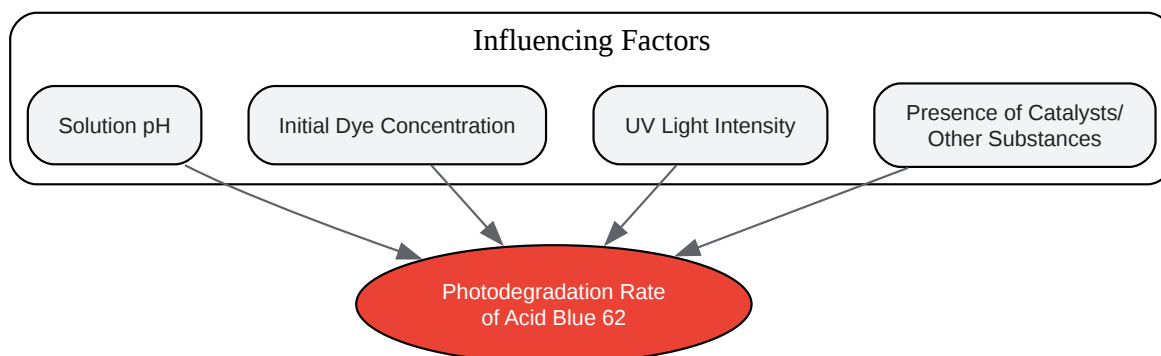 Influencing Factors
Solution pH
Initial Dye Concentration
UV Light Intensity
Presence of Catalysts/
Other Substances
Photodegradation Rate
of Acid Blue 62